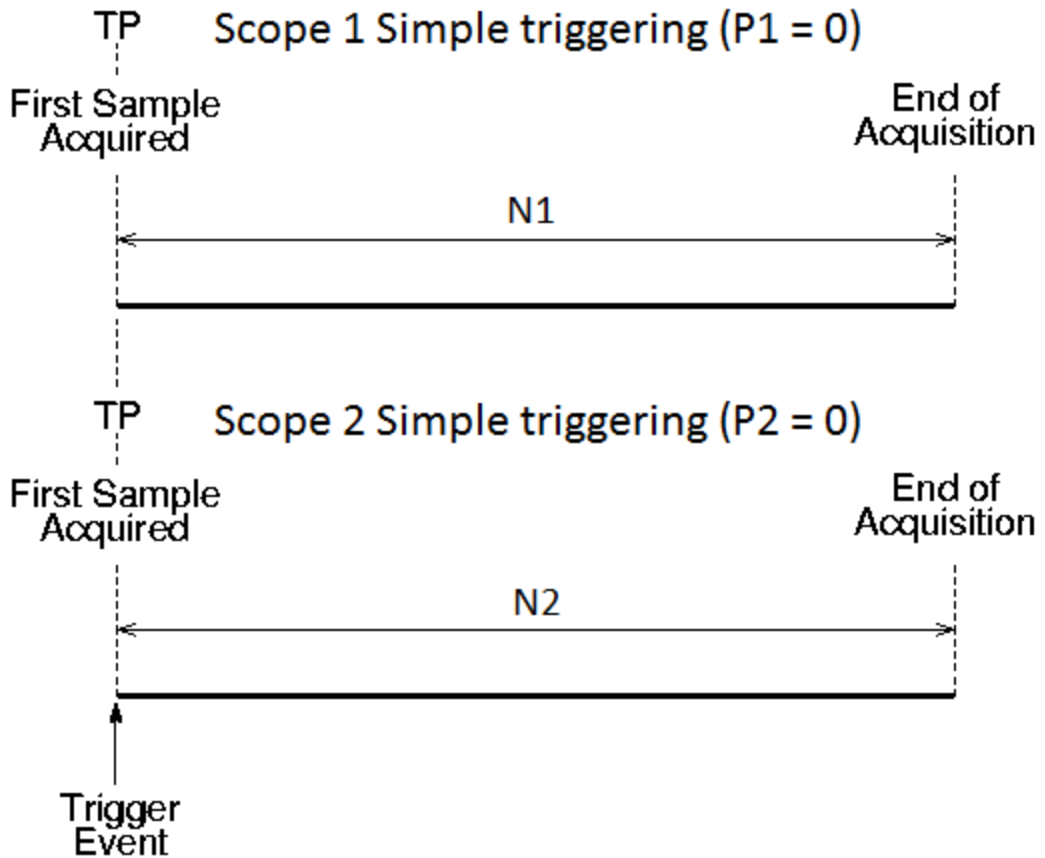 TP Scope 1 Simple triggering (P1 = 0)
First Sample
Acquired
End of
Acquisition
N1
TP Scope 2 Simple triggering (P2 = 0)
First Sample
Acquired
End of
Acquisition
N2
Trigger
Event